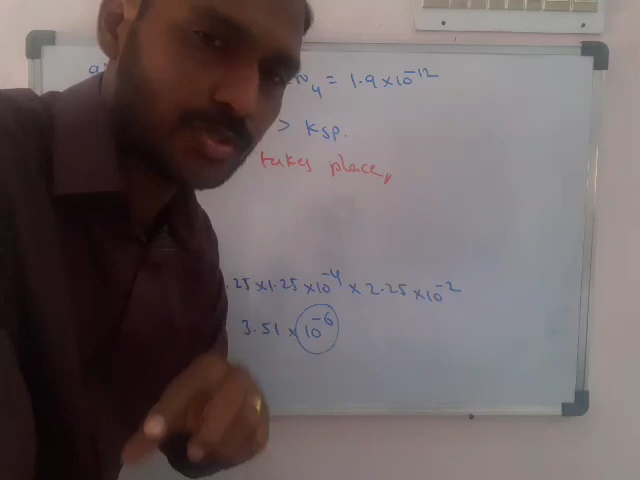 4 = 1.9 × 10⁻¹²
> Ksp.
takes place,
.25 × 1.25 × 10⁻⁴ × 2.25 × 10⁻²
3.51 × 10⁻⁶